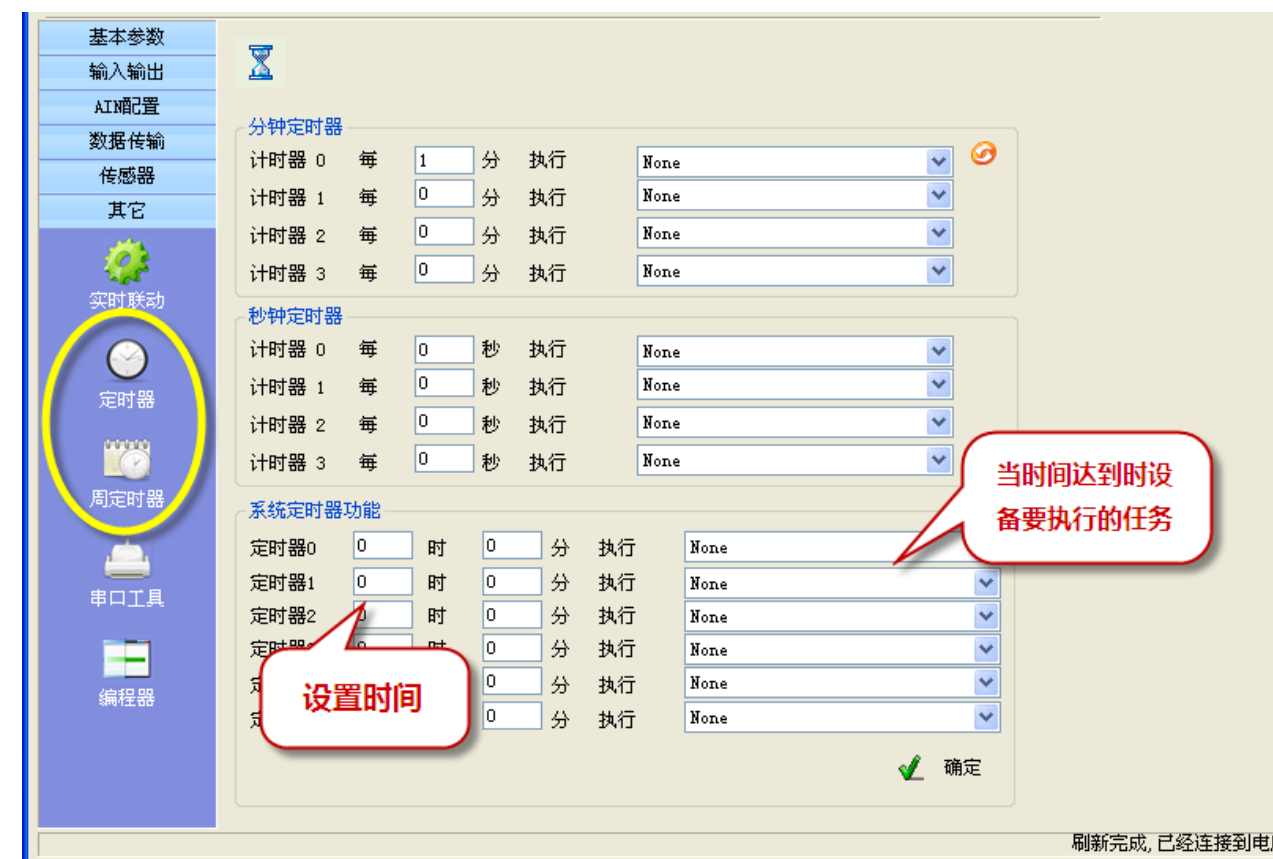 基本参数
输入输出
AIN配置
数据传输
传感器
其它
实时联动
定时器
周定时器
串口工具
编程器
分钟定时器
计时器 0 每 1 分 执行 None
计时器 1 每 0 分 执行 None
计时器 2 每 0 分 执行 None
计时器 3 每 0 分 执行 None
秒钟定时器
计时器 0 每 0 秒 执行 None
计时器 1 每 0 秒 执行 None
计时器 2 每 0 秒 执行 None
计时器 3 每 0 秒 执行 None
当时间达到时设
备要执行的任务
系统定时器功能
定时器0 0 时 0 分 执行 None
定时器1 0 时 0 分 执行 None
定时器2 0 时 0 分 执行 None
定时器 0 时 0 分 执行 None
定 0 分 执行 None
定 0 分 执行 None
设置时间
确定
刷新完成,已经连接到电